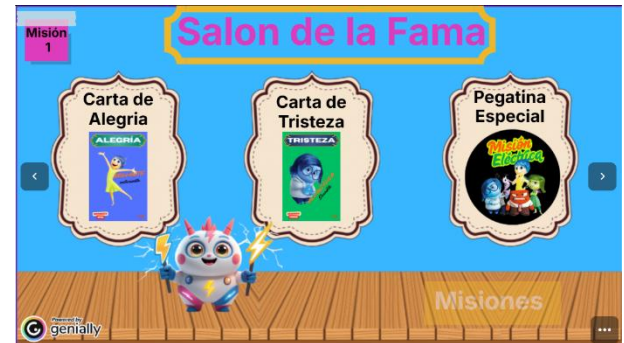 Salon de la Fama
Misión
1
Carta de
Alegria
ALEGRÍA
Carta de
Tristeza
TRISTEZA
Pegatina
Especial
Misión
Eléctrica
Misiones
Powered by
genially